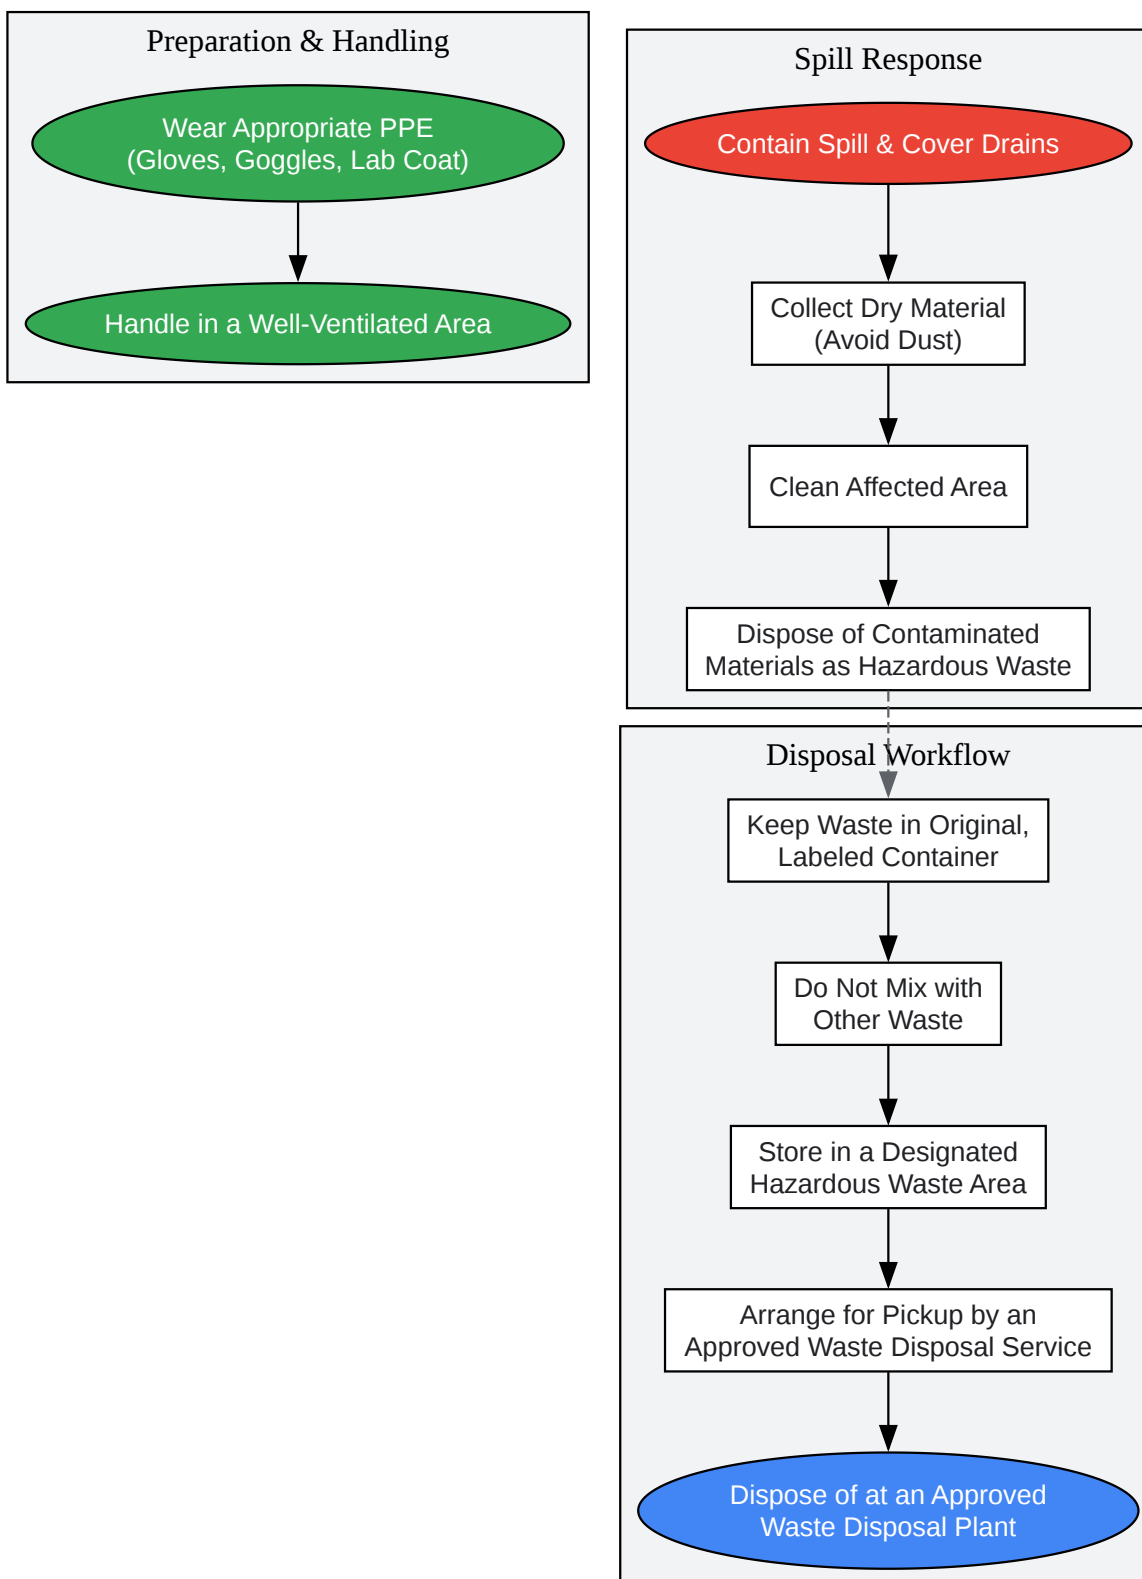 Preparation & Handling
Wear Appropriate PPE
(Gloves, Goggles, Lab Coat)
Handle in a Well-Ventilated Area
Spill Response
Contain Spill & Cover Drains
Collect Dry Material
(Avoid Dust)
Clean Affected Area
Dispose of Contaminated
Materials as Hazardous Waste
Disposal Workflow
Keep Waste in Original,
Labeled Container
Do Not Mix with
Other Waste
Store in a Designated
Hazardous Waste Area
Arrange for Pickup by an
Approved Waste Disposal Service
Dispose of at an Approved
Waste Disposal Plant